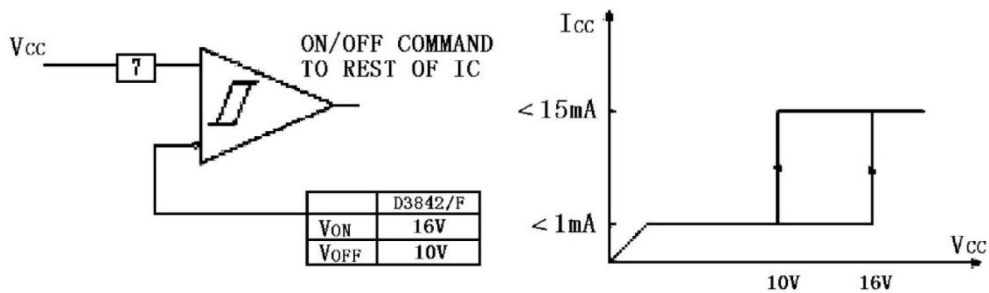 Vcc
7
ON/OFF COMMAND
TO REST OF IC
D3842/F
VON 16V
VOFF 10V
Icc
<15mA
<1mA
Vcc
10V 16V